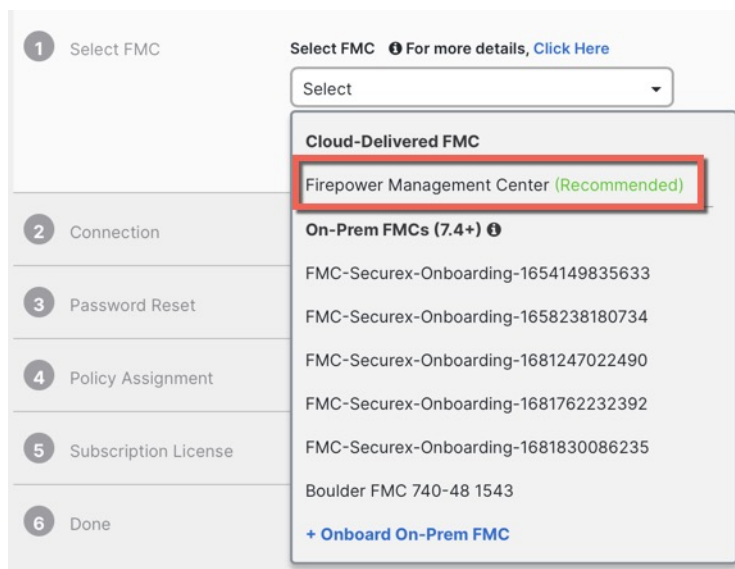 1 Select FMC
Select FMC For more details, Click Here
Select
Cloud-Delivered FMC
Firepower Management Center (Recommended)
2 Connection
On-Prem FMCs (7.4+)
FMC-Securex-Onboarding-1654149835633
3 Password Reset
FMC-Securex-Onboarding-1658238180734
FMC-Securex-Onboarding-1681247022490
4 Policy Assignment
FMC-Securex-Onboarding-1681762232392
5 Subscription License
FMC-Securex-Onboarding-1681830086235
Boulder FMC 740-48 1543
6 Done
+ Onboard On-Prem FMC